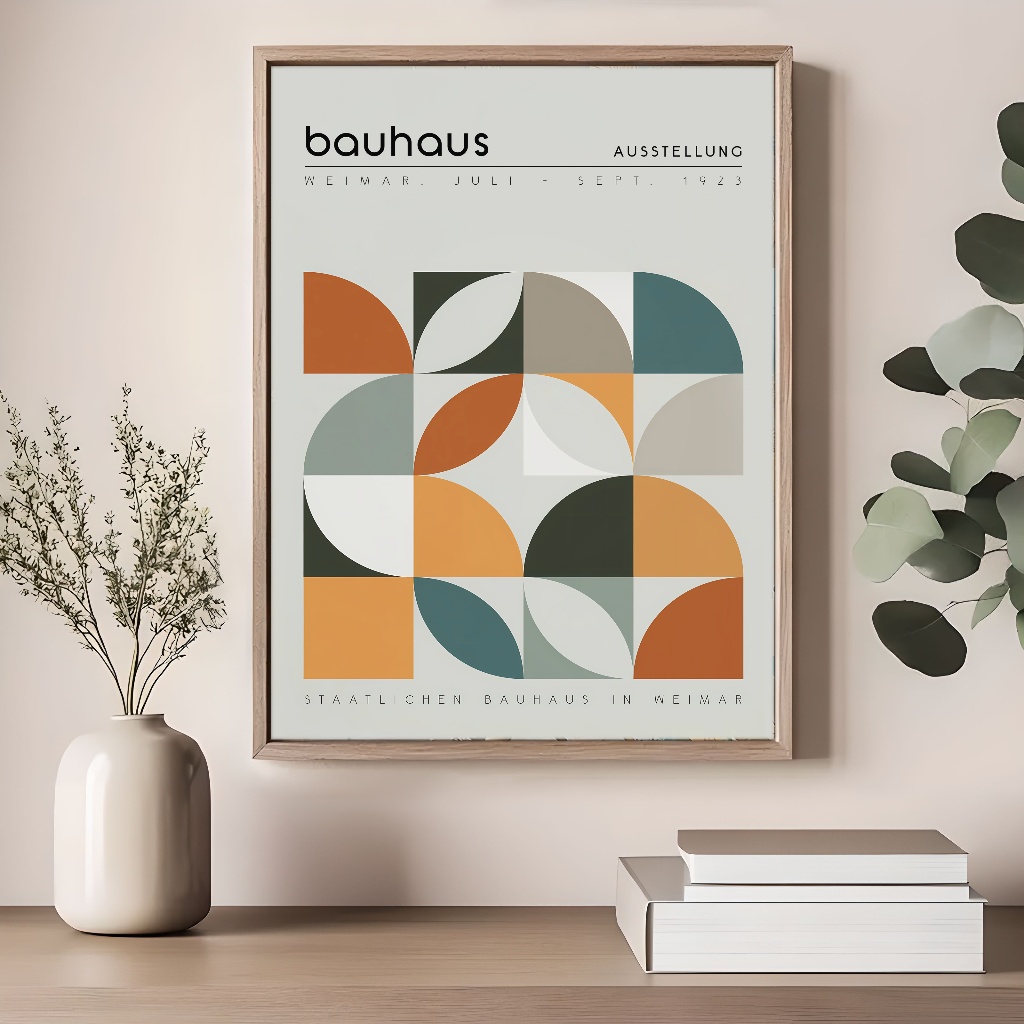 bauhaus
AUSSTELLUNG
WEIMAR. JULI - SEPT. 1923
STAATLICHEN BAUHAUS IN WEIMAR